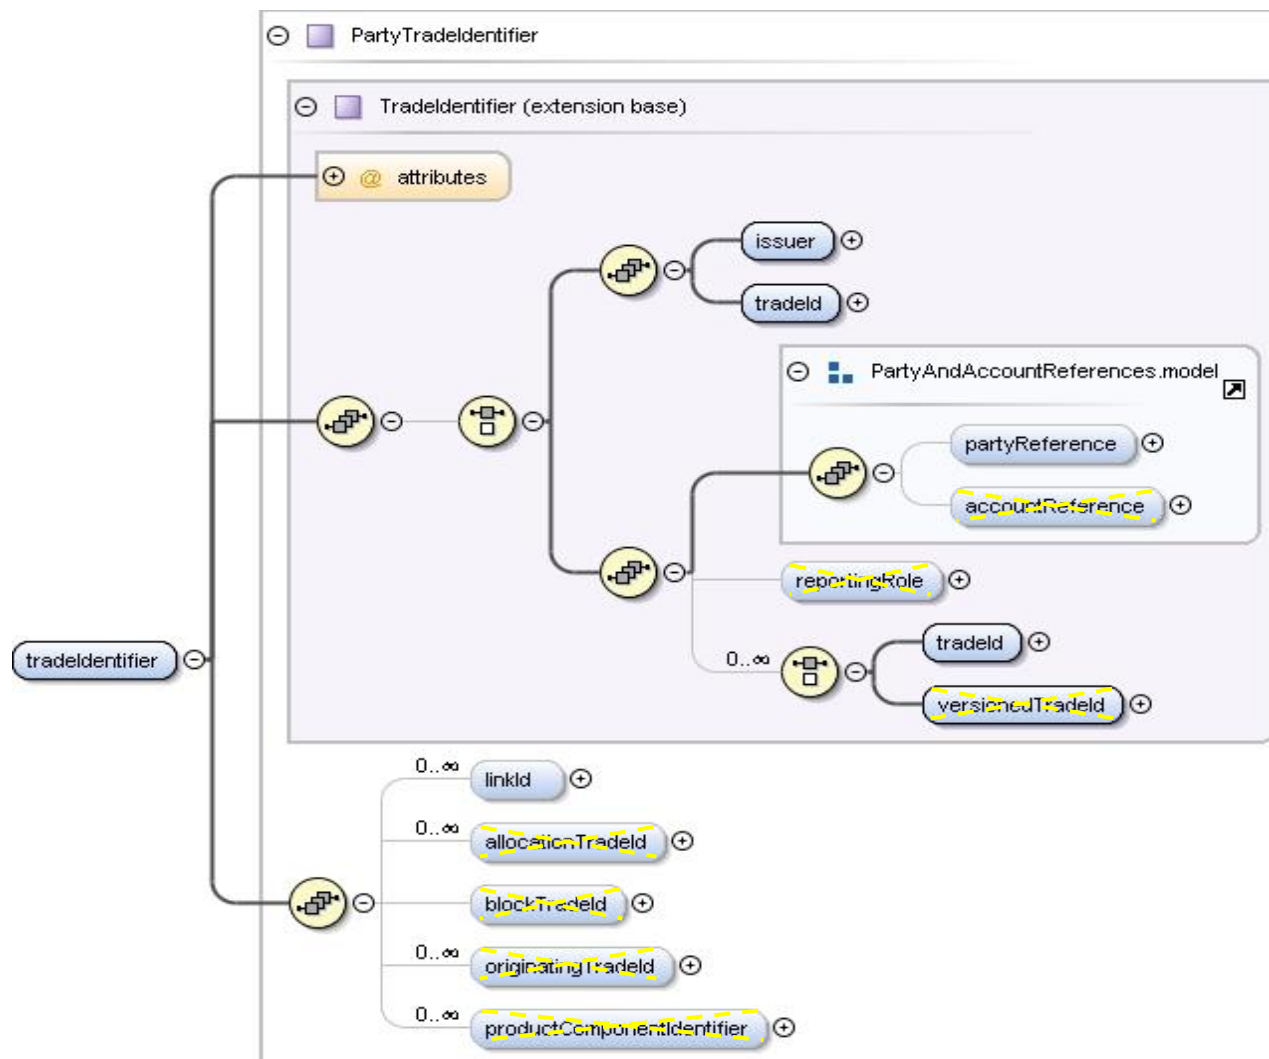 PartyTradeIdentifier
TradeIdentifier (extension base)
@ attributes
issuer
tradeId
PartyAndAccountReferences.model
partyReference
accountReference
reportingRole
tradeIdentifier
0..∞
tradeId
versionedTradeId
0..∞
linkId
0..∞
allocationTradeId
0..∞
blockTradeId
0..∞
originatingTradeId
0..∞
productComponentIdentifier